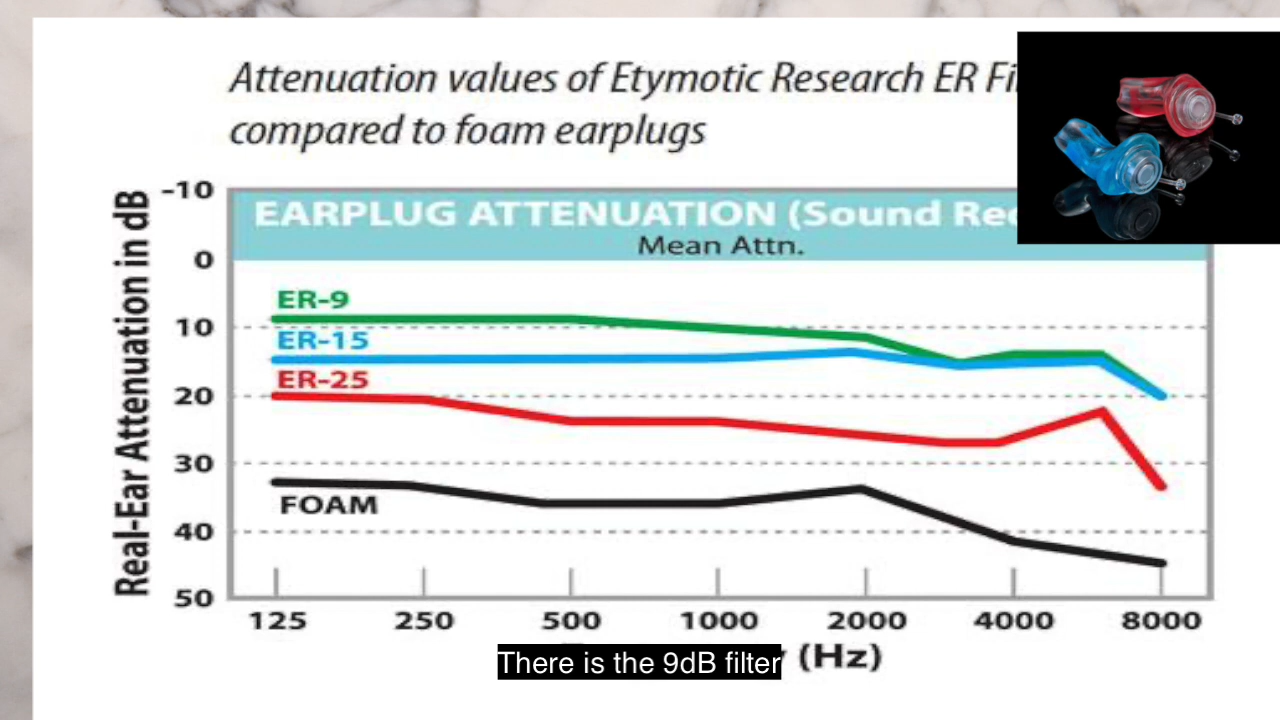 Attenuation values of Etymotic Research ER
compared to foam earplugs
Real-Ear Attenuation in dB
-10
EARPLUG ATTENUATION (Sound
Mean Attn.
0
ER-9
10
ER-15
ER-25
20
30
FOAM
40
50
125 250 500 1000 2000 4000 8000
(Hz)
There is the 9dB filter